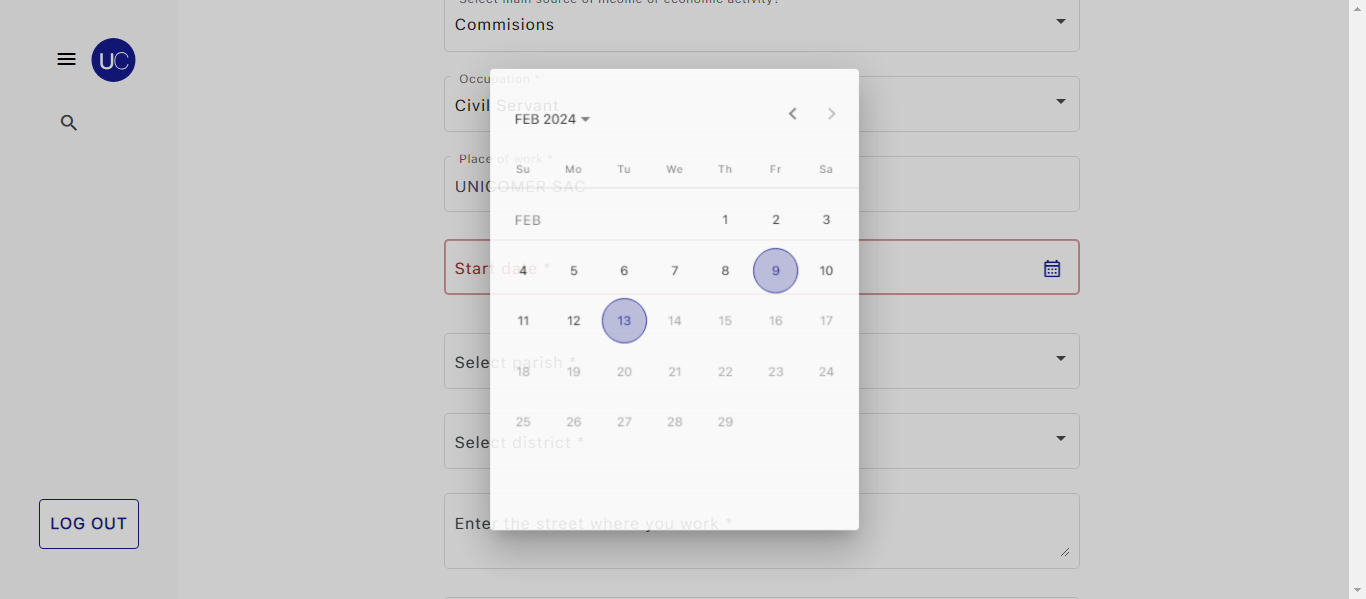 Select main source of income or economic activity?
Commisions
UC
Occupation *
Civil Servant
FEB 2024
Place of work *
UNICOMER SAC
Su Mo Tu We Th Fr Sa
FEB 1 2 3
Start date *
4 5 6 7 8 9 10
11 12 13 14 15 16 17
Select parish *
18 19 20 21 22 23 24
25 26 27 28 29
Select district *
Enter the street where you work *
LOG OUT